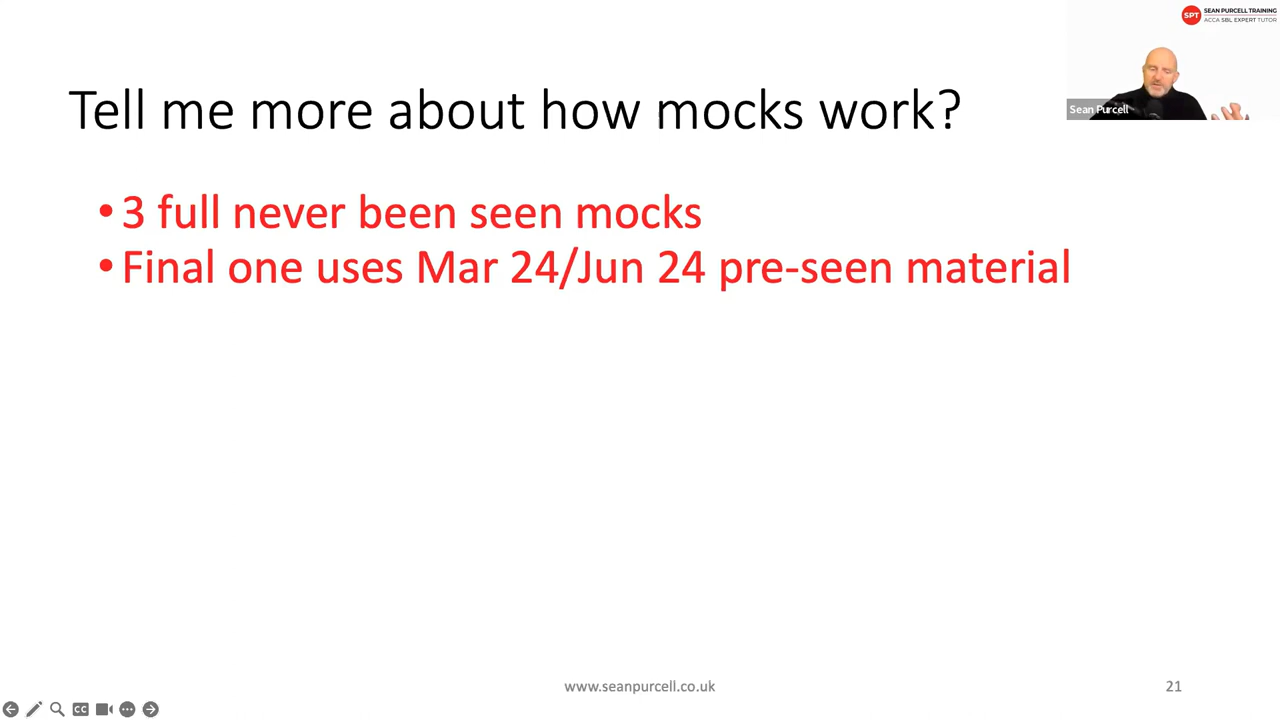 SPT
SEAN PURCELL TRAINING
ACCA SBL EXPERT TUTOR
Sean Purcell
Tell me more about how mocks work?
• 3 full never been seen mocks
• Final one uses Mar 24/Jun 24 pre-seen material
www.seanpurcell.co.uk
21
CC